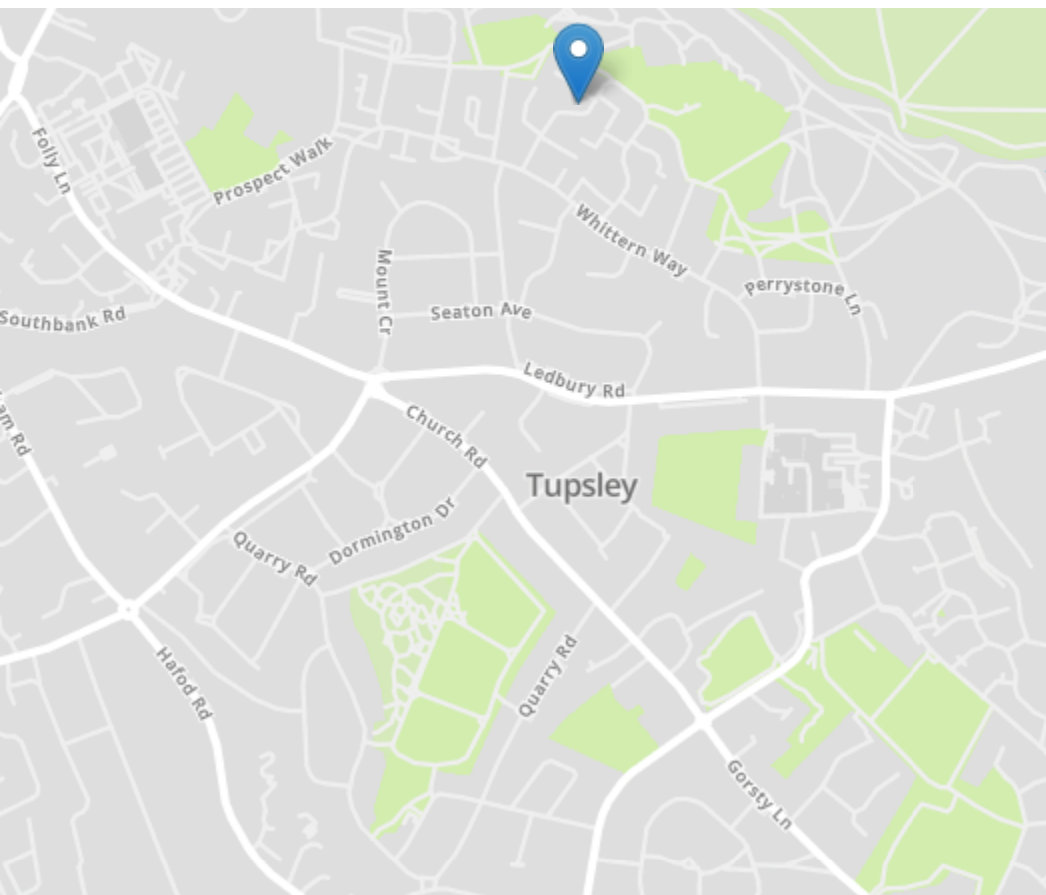 Folly Ln
Prospect Walk
Whittern Way
Mount Cr
Perrystone Ln
Southbank Rd
Seaton Ave
Ledbury Rd
Church Rd
Tupsley
Dormington Dr
Quarry Rd
Quarry Rd
Hafod Rd
Gorsty Ln